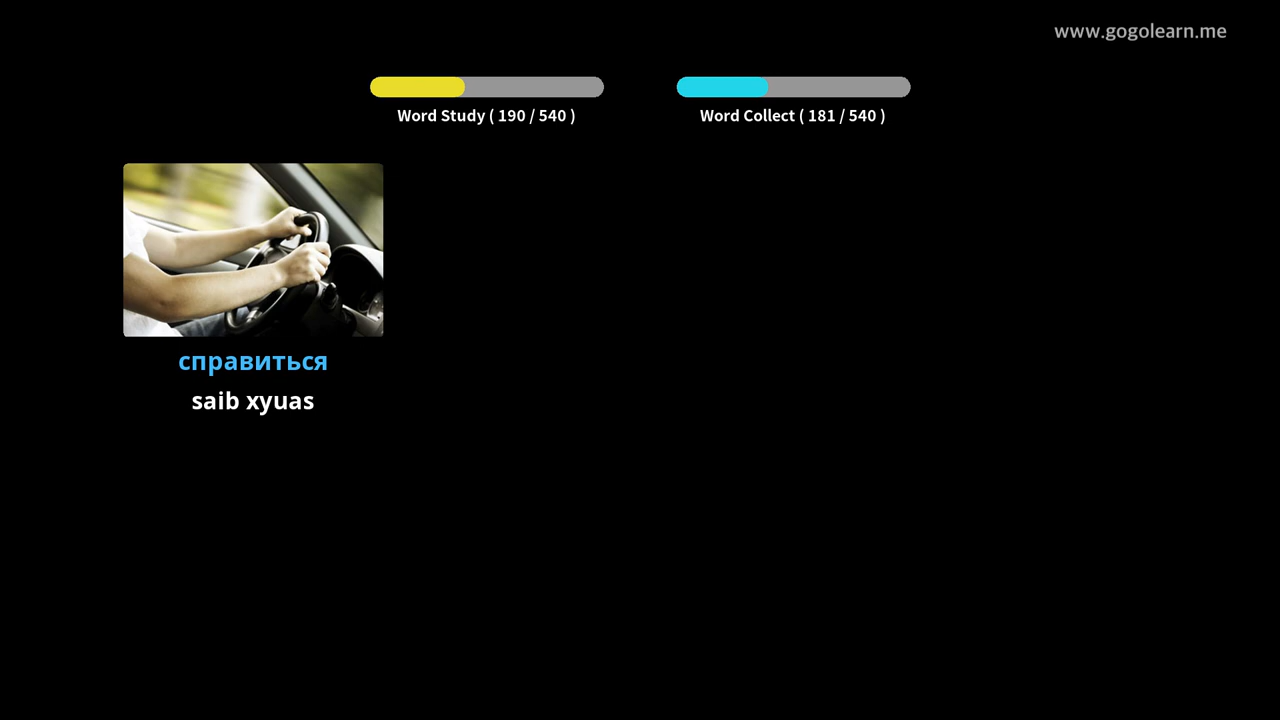 www.gogolearn.me
Word Study ( 190 / 540 )
Word Collect ( 181 / 540 )
справиться
saib xyuas